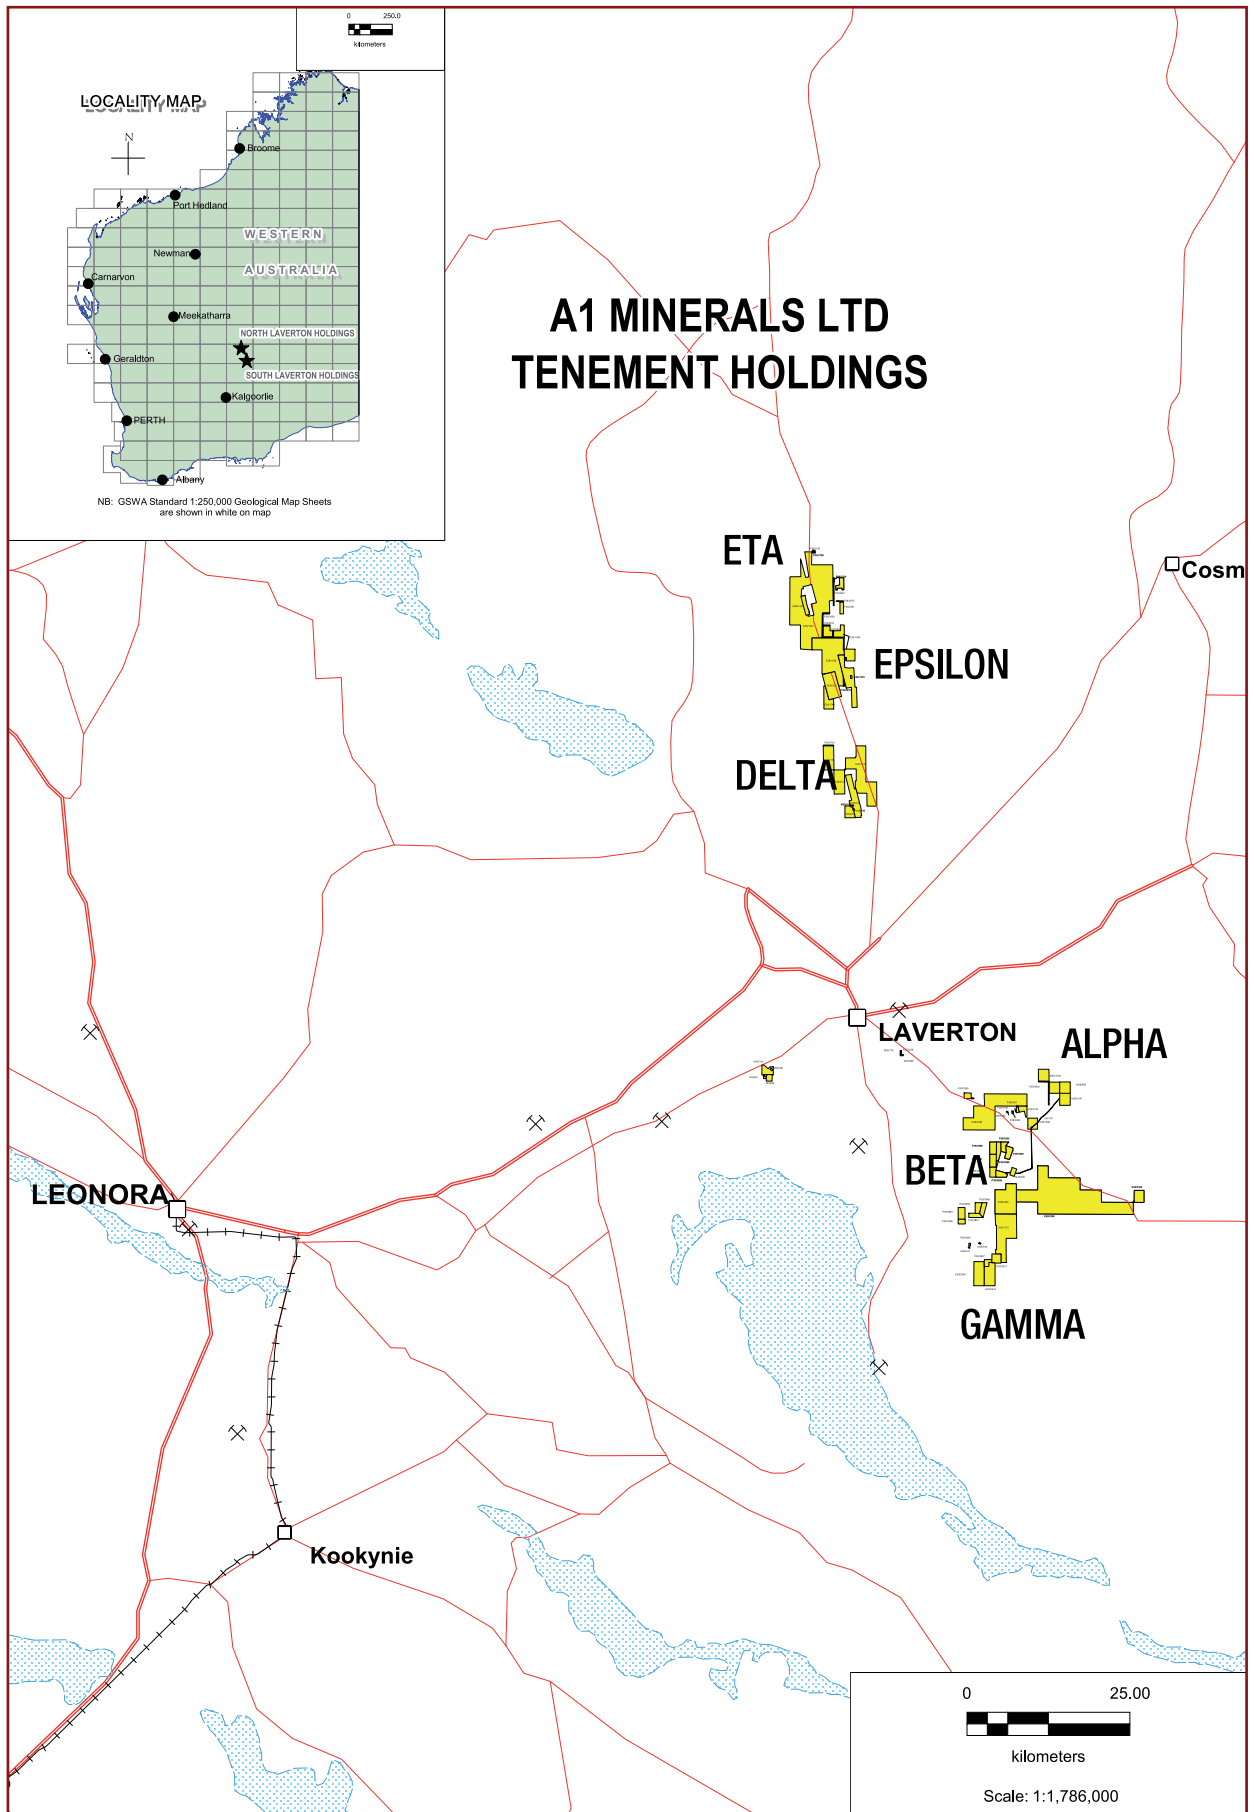 0 250.0
kilometers
LOCALITY MAP
N
Broome
Port Hedland
WESTERN
Newman
AUSTRALIA
Carnarvon
Meekatharra
NORTH LAVERTON HOLDINGS
Geraldton
SOUTH LAVERTON HOLDINGS
Kalgoorlie
PERTH
Albany
NB: GSWA Standard 1:250,000 Geological Map Sheets
are shown in white on map
A1 MINERALS LTD
TENEMENT HOLDINGS
ETA
Cosm
EPSILON
DELTA
LAVERTON
ALPHA
BETA
LEONORA
GAMMA
Kookynie
0 25.00
kilometers
Scale: 1:1,786,000